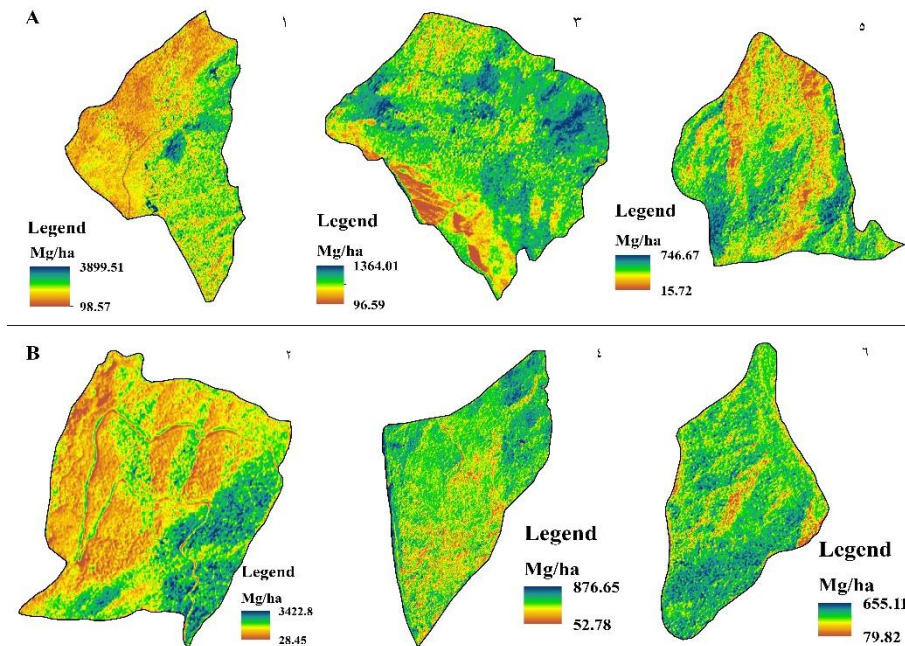 A
١
Legend
Mg/ha
3899.51
98.57
٣
Legend
Mg/ha
1364.01
96.59
٥
Legend
Mg/ha
746.67
15.72
B
٢
Legend
Mg/ha
3422.8
28.45
٤
Legend
Mg/ha
876.65
52.78
٦
Legend
Mg/ha
655.11
79.82